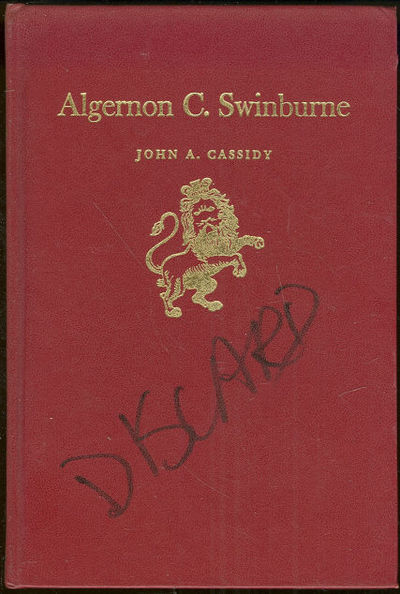 Algernon C. Swinburne
JOHN A. CASSIDY
DISCARD